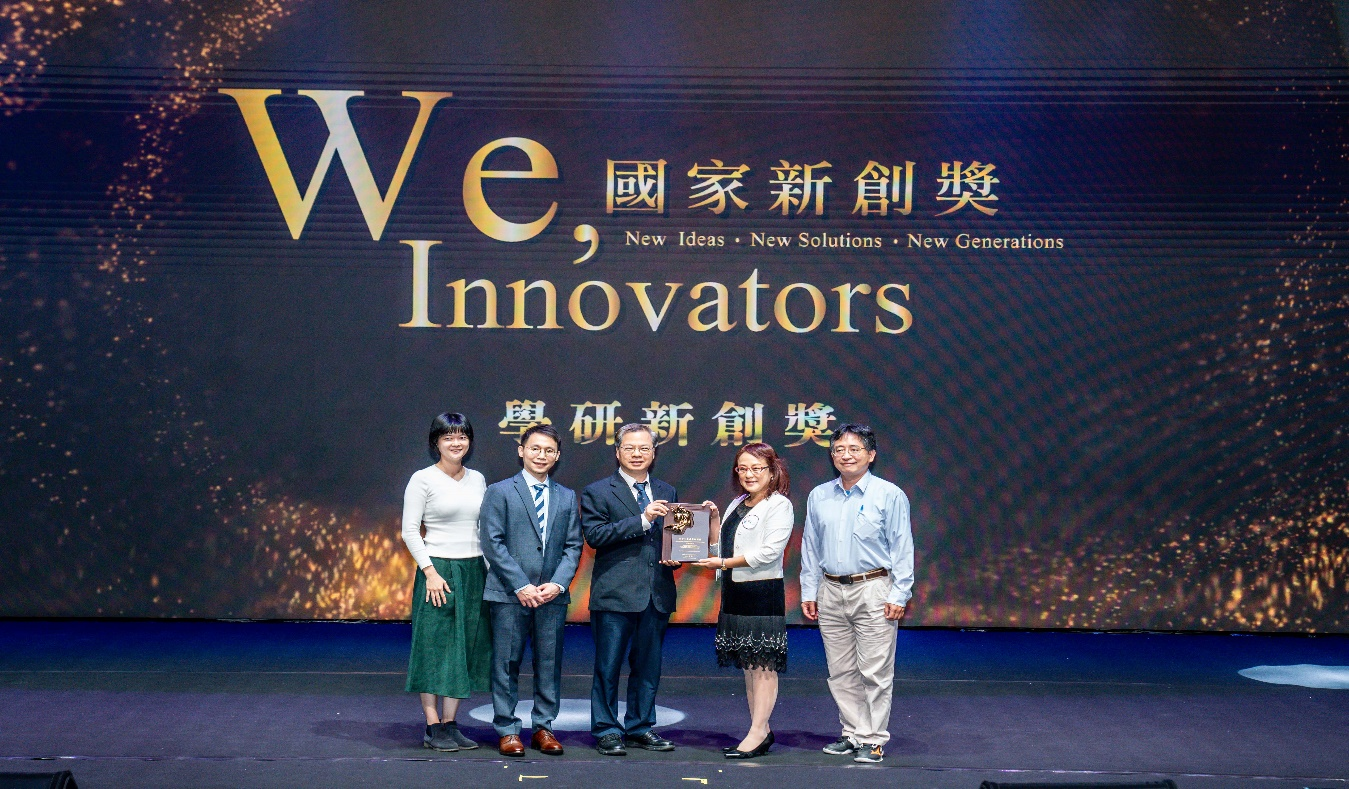 We, 國家新創獎
New Ideas · New Solutions · New Generations
Innovators
學研新創獎